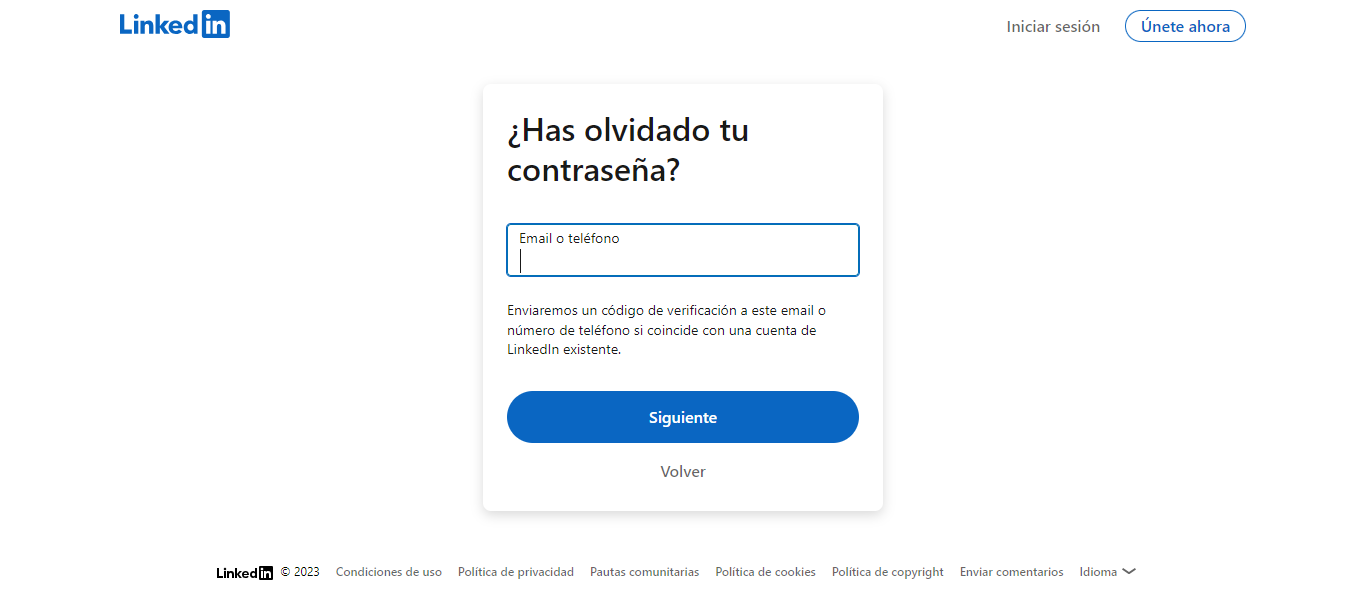 LinkedIn
Iniciar sesión
Únete ahora
¿Has olvidado tu
contraseña?
Email o teléfono
Enviaremos un código de verificación a este email o
número de teléfono si coincide con una cuenta de
LinkedIn existente.
Siguiente
Volver
LinkedIn © 2023 Condiciones de uso Política de privacidad Pautas comunitarias Política de cookies Política de copyright Enviar comentarios Idioma